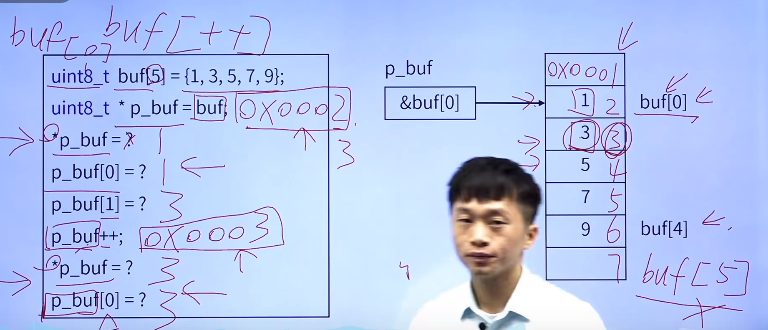 buf[0] buf[++]
uint8_t buf[5] = {1, 3, 5, 7, 9};
uint8_t * p_buf = buf; 0X0002
3
*p_buf = ? 1
p_buf[0] = ? 1
p_buf[1] = ? 3
p_buf++; 0X0003
*p_buf = ? 3
p_buf[0] = ? 3
p_buf
&buf[0]
0X0001
1 2 buf[0]
3 3
5 4
7 5
9 6 buf[4]
7
buf[5]